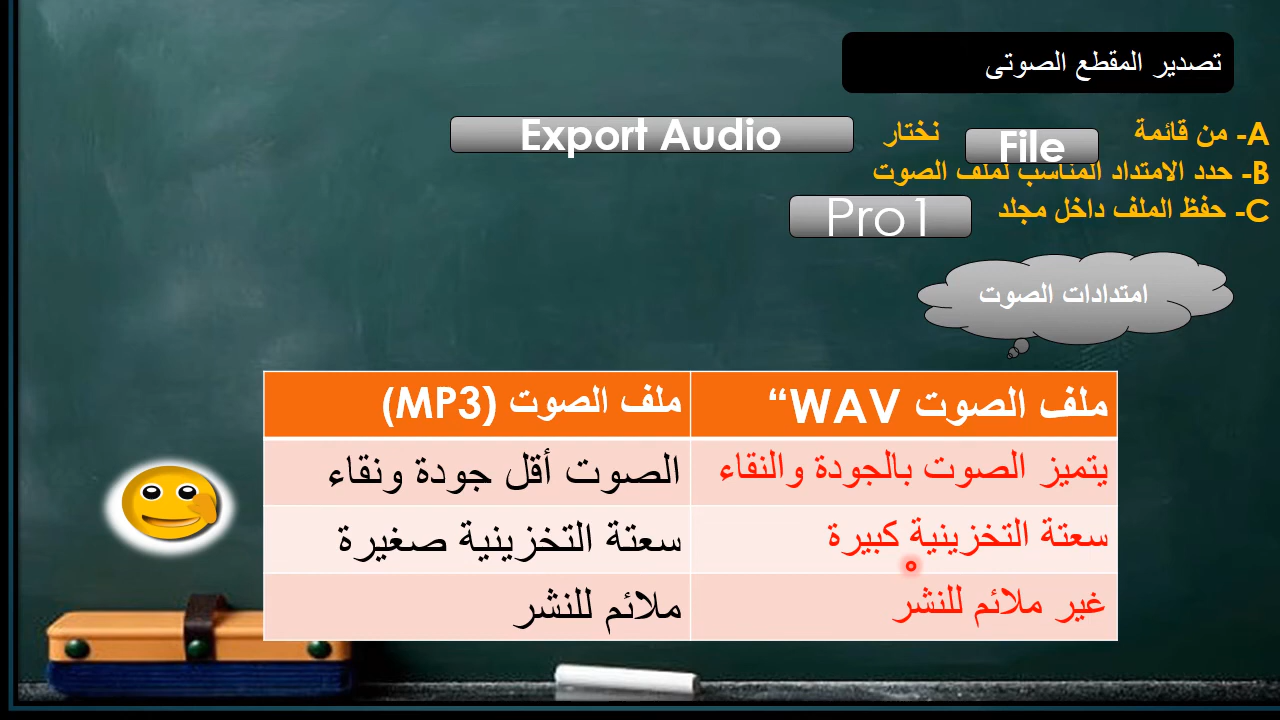 تصدير المقطع الصوتى
A- من قائمة File نختار Export Audio
B- حدد الامتداد المناسب لملف الصوت
C- حفظ الملف داخل مجلد Pro1
امتدادات الصوت
ملف الصوت WAV“ ملف الصوت (MP3)
يتميز الصوت بالجودة والنقاء الصوت أقل جودة ونقاء
سعتة التخزينية كبيرة سعتة التخزينية صغيرة
غير ملائم للنشر ملائم للنشر